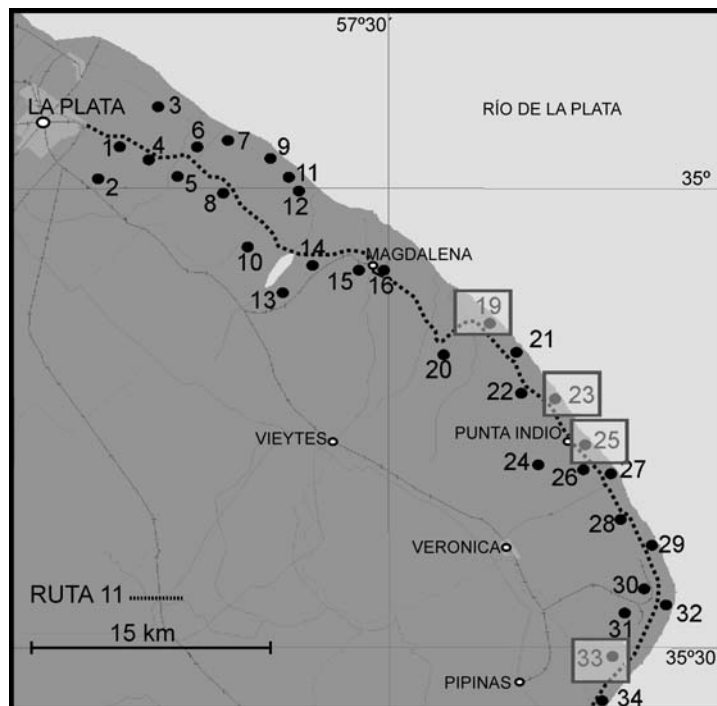 57º30´
LA PLATA
RÍO DE LA PLATA
3
1
4
6
7
9
2
5
8
11
12
35º
10
14
MAGDALENA
13
15
16
19
20
21
22
23
PUNTA INDIO
25
VIEYTES
24
26
27
28
VERONICA
29
RUTA 11
30
32
31
15 km
33
35º30
PIPINAS
34